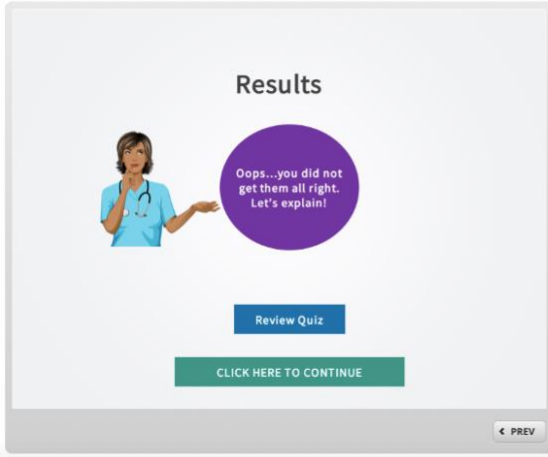 Results
Oops...you did not
get them all right.
Let's explain!
Review Quiz
CLICK HERE TO CONTINUE
PREV